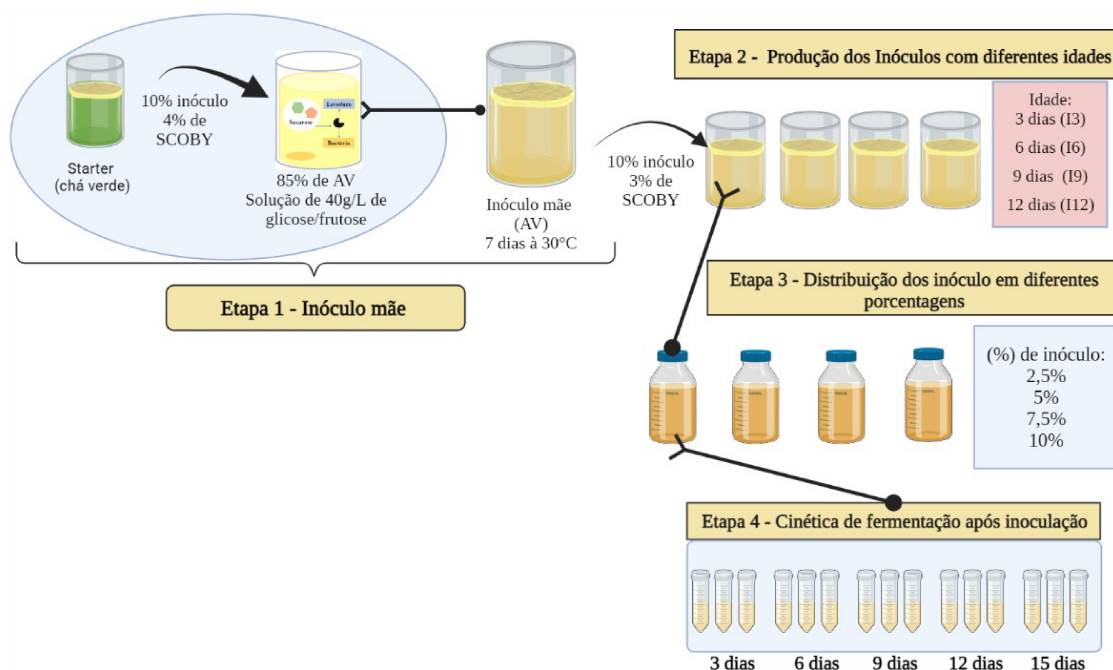 Starter
(chá verde)
10% inóculo
4% de
SCOBY
Levedura
Sacarose
Bactéria
85% de AV
Solução de 40g/L de
glicose/frutose
Inóculo mãe
(AV)
7 dias à 30°C
Etapa 1 - Inóculo mãe
10% inóculo
3% de
SCOBY
Etapa 2 - Produção dos Inóculos com diferentes idades
Idade:
3 dias (I3)
6 dias (I6)
9 dias (I9)
12 dias (I12)
Etapa 3 - Distribuição dos inóculo em diferentes
porcentagens
(%) de inóculo:
2,5%
5%
7,5%
10%
Etapa 4 - Cinética de fermentação após inoculação
3 dias
6 dias
9 dias
12 dias
15 dias